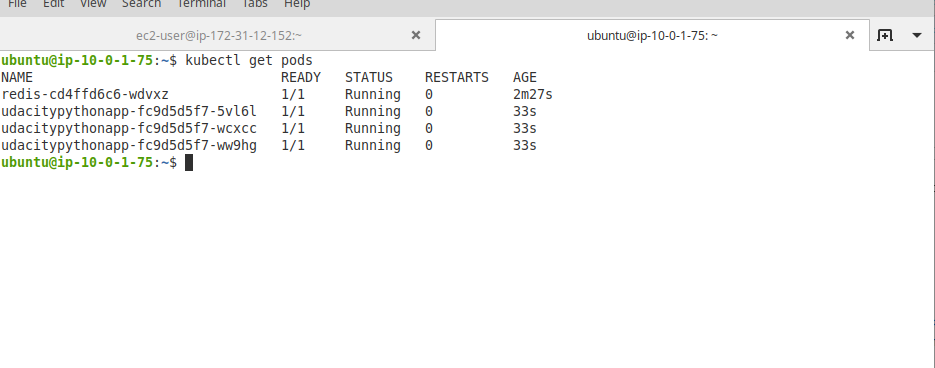 File Edit View Search Terminal Tabs Help
ec2-user@ip-172-31-12-152:~ ubuntu@ip-10-0-1-75: ~
ubuntu@ip-10-0-1-75:~$ kubectl get pods
NAME READY STATUS RESTARTS AGE
redis-cd4ffd6c6-wdvxz 1/1 Running 0 2m27s
udacitypythonapp-fc9d5d5f7-5vl6l 1/1 Running 0 33s
udacitypythonapp-fc9d5d5f7-wcxcc 1/1 Running 0 33s
udacitypythonapp-fc9d5d5f7-ww9hg 1/1 Running 0 33s
ubuntu@ip-10-0-1-75:~$